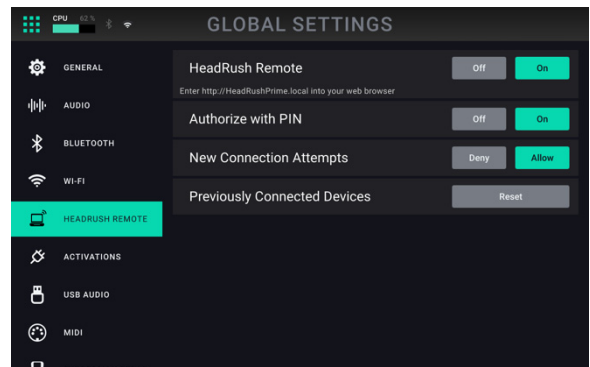 CPU 62 %
GLOBAL SETTINGS
GENERAL
HeadRush Remote
Off
On
Enter http://HeadRushPrime.local into your web browser
AUDIO
Authorize with PIN
Off
On
BLUETOOTH
New Connection Attempts
Deny
Allow
WI-FI
Previously Connected Devices
Reset
HEADRUSH REMOTE
ACTIVATIONS
USB AUDIO
MIDI